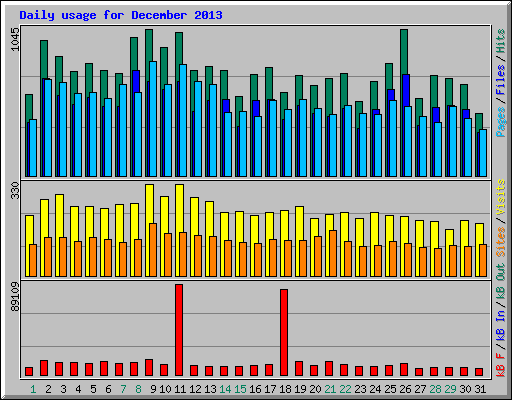 Daily usage for December 2013
1045
Pages / Files / Hits
330
Sites / Visits
89109
kB F / kB In / kB Out
1 2 3 4 5 6 7 8 9 10 11 12 13 14 15 16 17 18 19 20 21 22 23 24 25 26 27 28 29 30 31